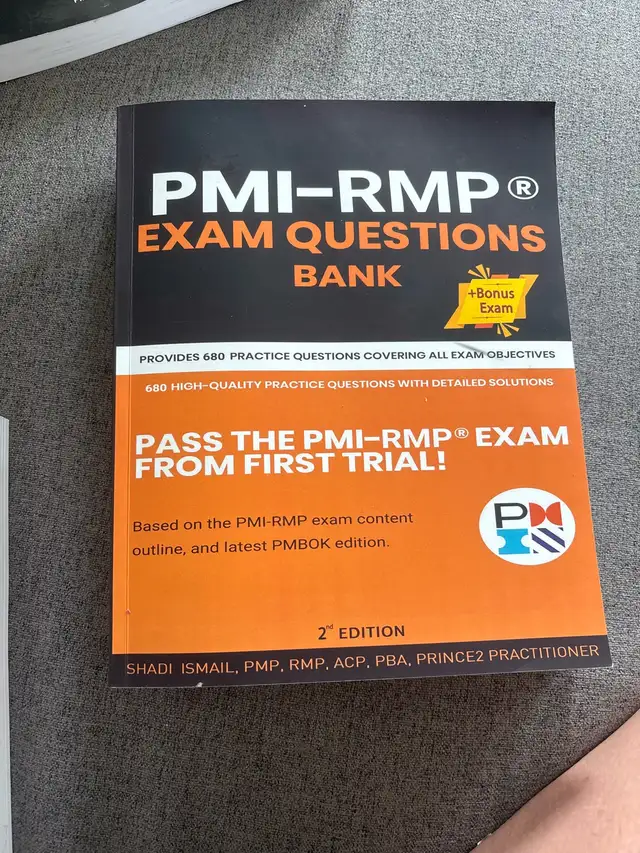 PMI–RMP®
EXAM QUESTIONS
BANK
+Bonus
Exam
PROVIDES 680 PRACTICE QUESTIONS COVERING ALL EXAM OBJECTIVES
680 HIGH-QUALITY PRACTICE QUESTIONS WITH DETAILED SOLUTIONS
PASS THE PMI-RMP® EXAM
FROM FIRST TRIAL!
Based on the PMI-RMP exam content
outline, and latest PMBOK edition.
2nd EDITION
SHADI ISMAIL, PMP, RMP, ACP, PBA, PRINCE2 PRACTITIONER